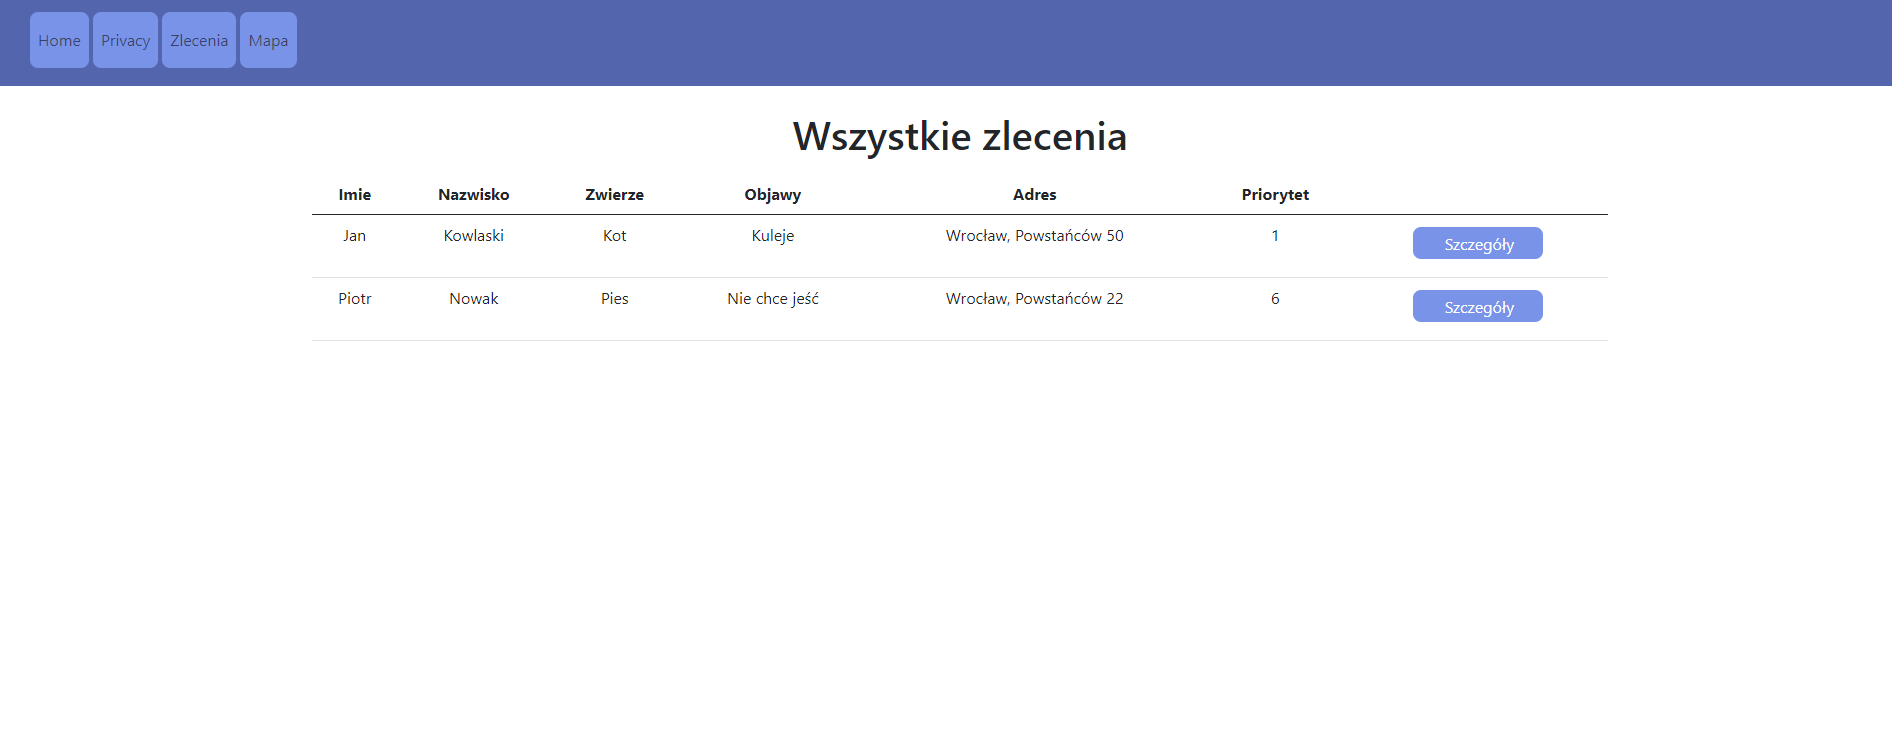 Home Privacy Zlecenia Mapa
Wszystkie zlecenia
Imie Nazwisko Zwierze Objawy Adres Priorytet
Jan Kowlaski Kot Kuleje Wrocław, Powstańców 50 1 Szczegóły
Piotr Nowak Pies Nie chce jeść Wrocław, Powstańców 22 6 Szczegóły